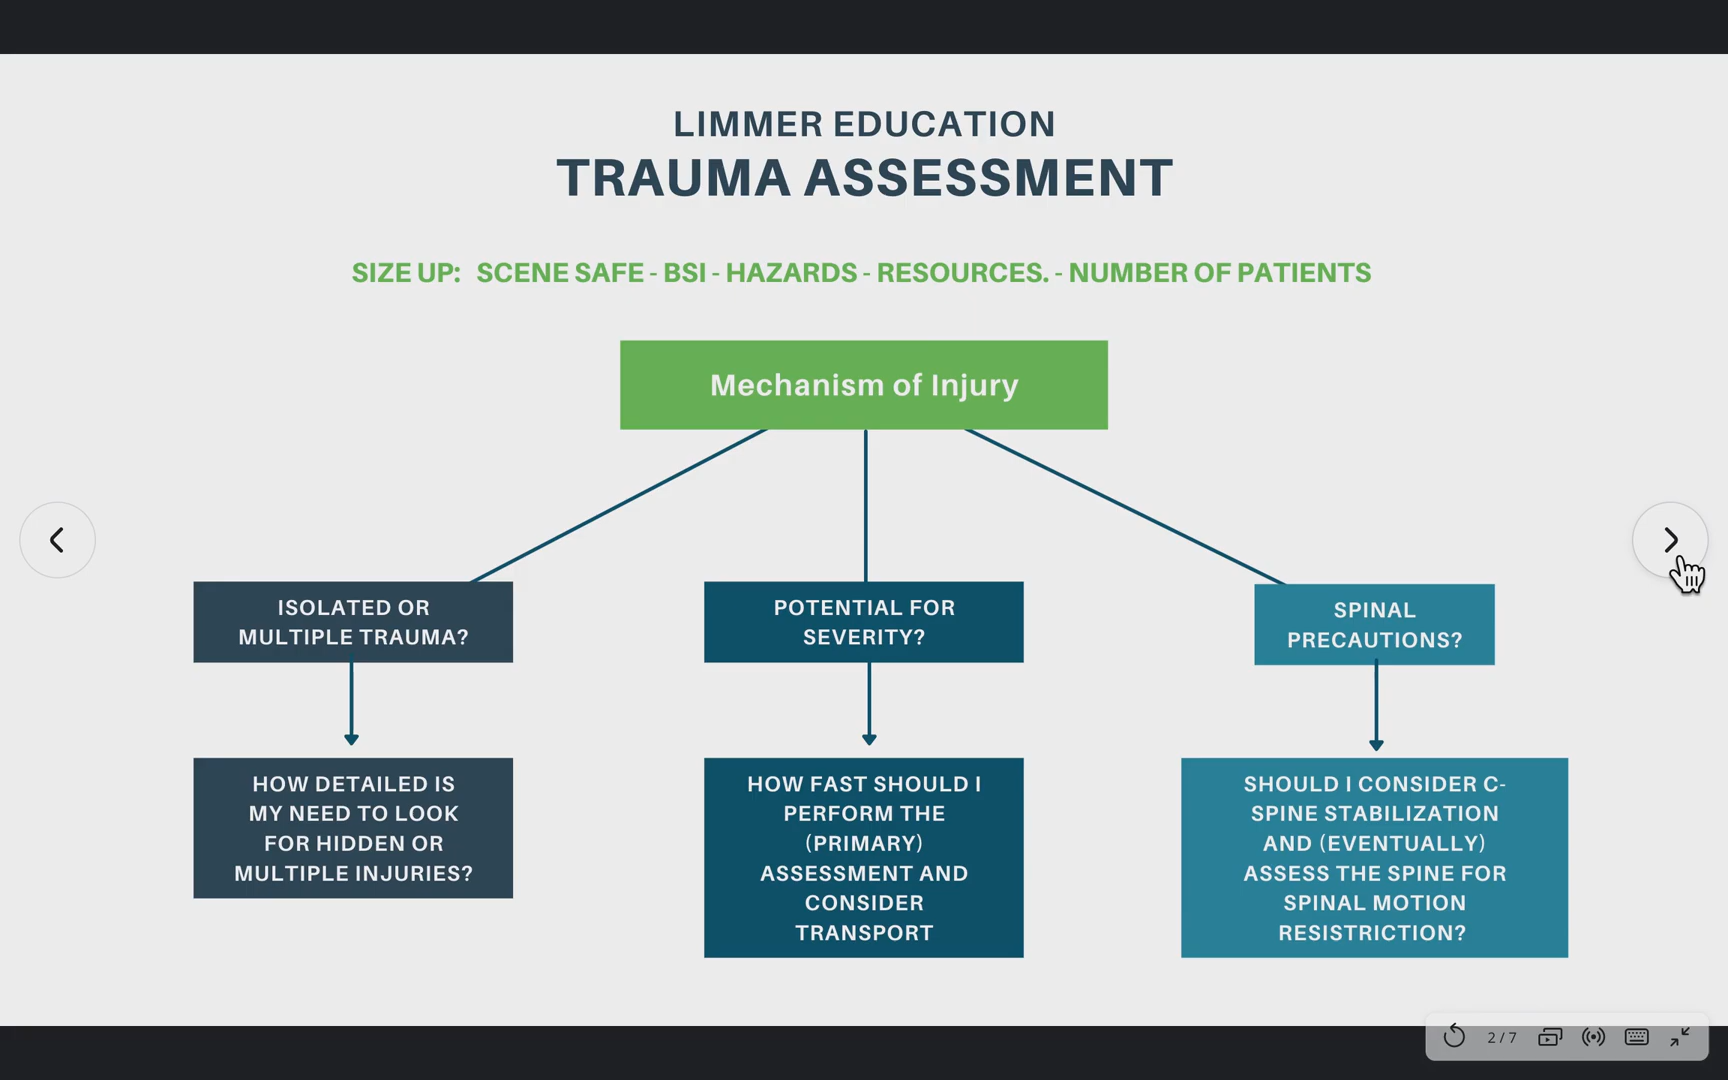 LIMMER EDUCATION
TRAUMA ASSESSMENT
SIZE UP: SCENE SAFE - BSI - HAZARDS - RESOURCES. - NUMBER OF PATIENTS
Mechanism of Injury
ISOLATED OR
MULTIPLE TRAUMA?
POTENTIAL FOR
SEVERITY?
SPINAL
PRECAUTIONS?
HOW DETAILED IS
MY NEED TO LOOK
FOR HIDDEN OR
MULTIPLE INJURIES?
HOW FAST SHOULD I
PERFORM THE
(PRIMARY)
ASSESSMENT AND
CONSIDER
TRANSPORT
SHOULD I CONSIDER C-
SPINE STABILIZATION
AND (EVENTUALLY)
ASSESS THE SPINE FOR
SPINAL MOTION
RESISTRICTION?
2 / 7